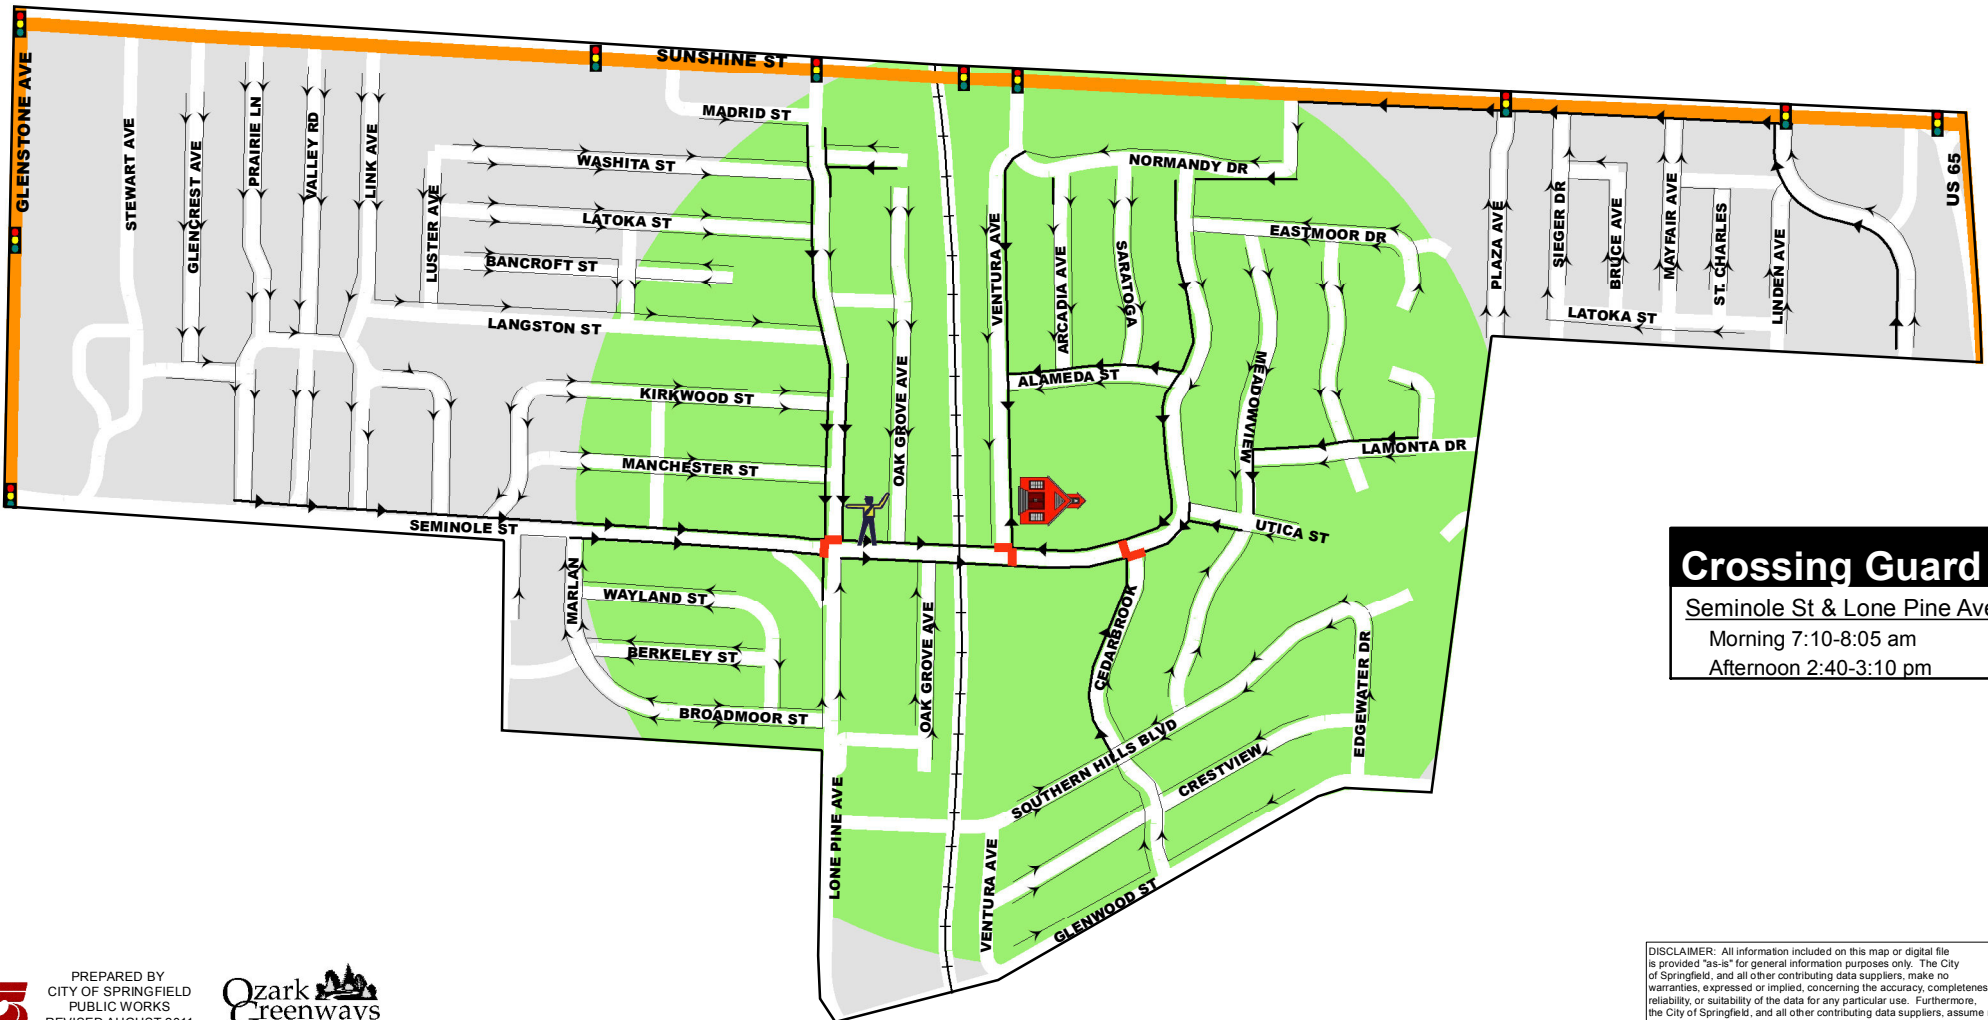 SUNSHINE ST
GLENSTONE AVE
STEWART AVE
GLENCREST AVE
PRAIRIE LN
VALLEY RD
LINK AVE
LUSTER AVE
MADRID ST
WASHITA ST
LATOKA ST
BANCROFT ST
LANGSTON ST
KIRKWOOD ST
MANCHESTER ST
SEMINOLE ST
MARLAN
WAYLAND ST
BERKELEY ST
BROADMOOR ST
LONE PINE AVE
OAK GROVE AVE
OAK GROVE AVE
VENTURA AVE
VENTURA AVE
ARCADIA AVE
SARATOGA
NORMANDY DR
EASTMOOR DR
ALAMEDA ST
MEADOWVIEW
LAMONTA DR
UTICA ST
CEDARBROOK
SOUTHERN HILLS BLVD
CRESTVIEW
EDGEWATER DR
GLENWOOD ST
PLAZA AVE
SIEGER DR
BRUCE AVE
MAYFAIR AVE
ST. CHARLES
LINDEN AVE
LATOKA ST
US 65
Crossing Guard
Seminole St & Lone Pine Ave
Morning 7:10-8:05 am
Afternoon 2:40-3:10 pm
PREPARED BY
CITY OF SPRINGFIELD
PUBLIC WORKS
REVISED AUGUST 2011
Ozark
Greenways
DISCLAIMER: All information included on this map or digital file
is provided "as-is" for general information purposes only. The City
of Springfield, and all other contributing data suppliers, make no
warranties, expressed or implied, concerning the accuracy, completenes
reliability, or suitability of the data for any particular use. Furthermore,
the City of Springfield, and all other contributing data suppliers, assume